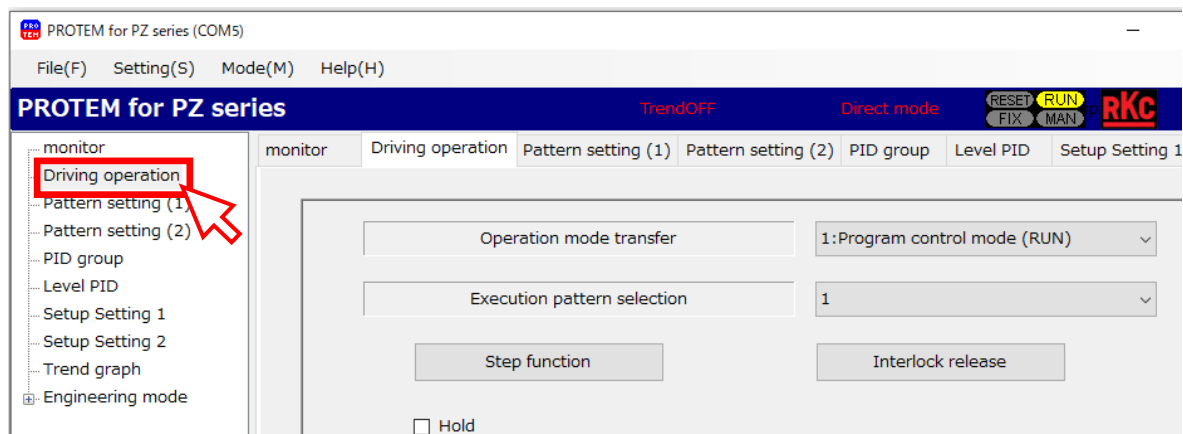 PRO
TEM
PROTEM for PZ series (COM5)
File(F) Setting(S) Mode(M) Help(H)
PROTEM for PZ series TrendOFF Direct mode RESET RUN RKC
FIX MAN
monitor
Driving operation
Pattern setting (1)
Pattern setting (2)
PID group
Level PID
Setup Setting 1
Setup Setting 2
Trend graph
Engineering mode
monitor Driving operation Pattern setting (1) Pattern setting (2) PID group Level PID Setup Setting 1
Operation mode transfer 1:Program control mode (RUN)
Execution pattern selection 1
Step function Interlock release
Hold